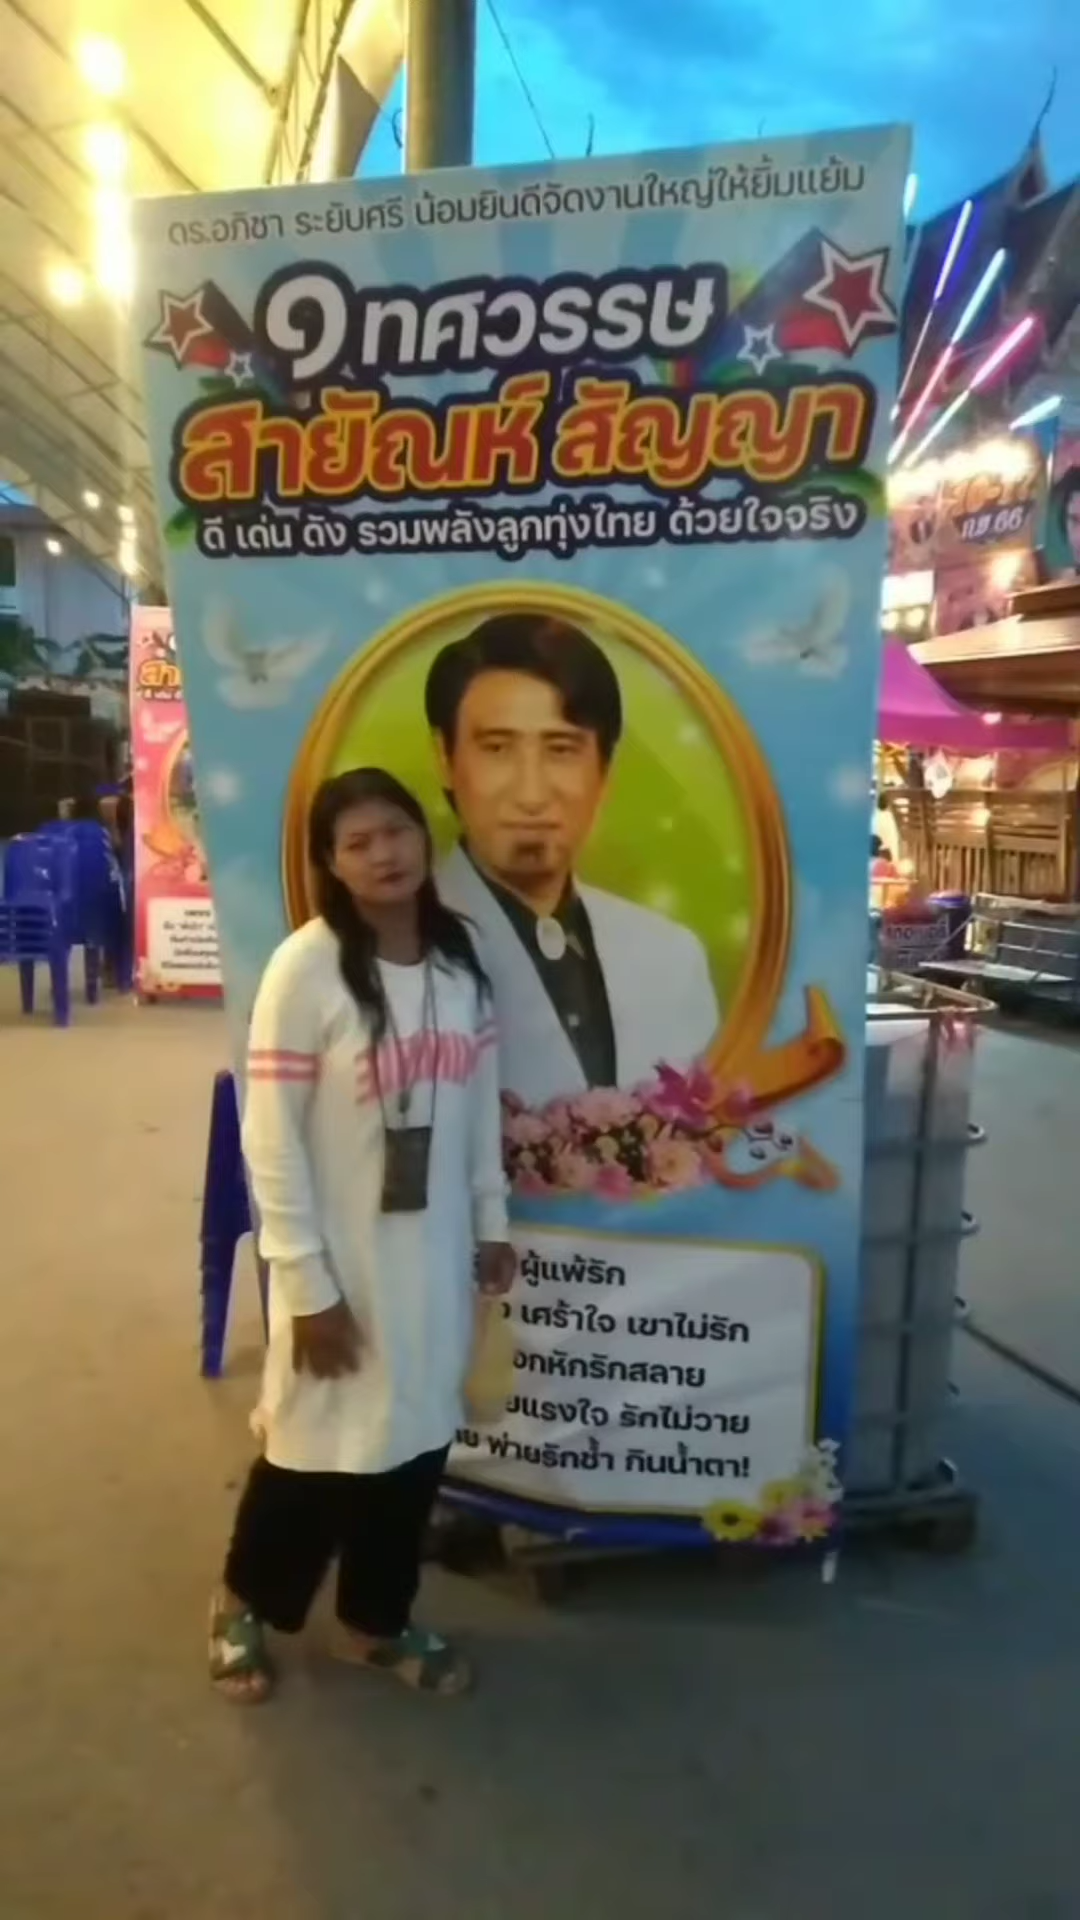 ดร.อภิชา ระยับศรี น้อมยินดีจัดงานใหญ่ให้ยิ้มแย้ม
๑ ทศวรรษ
สายัณห์ สัญญา
ดี เด่น ดัง รวมพลังลูกทุ่งไทย ด้วยใจจริง
ผู้แพ้รัก
เศร้าใจ เขาไม่รัก
อกหักรักสลาย
แรงใจ รักไม่วาย
พ่ายรักช้ำ กินน้ำตา!
ก.ย 66